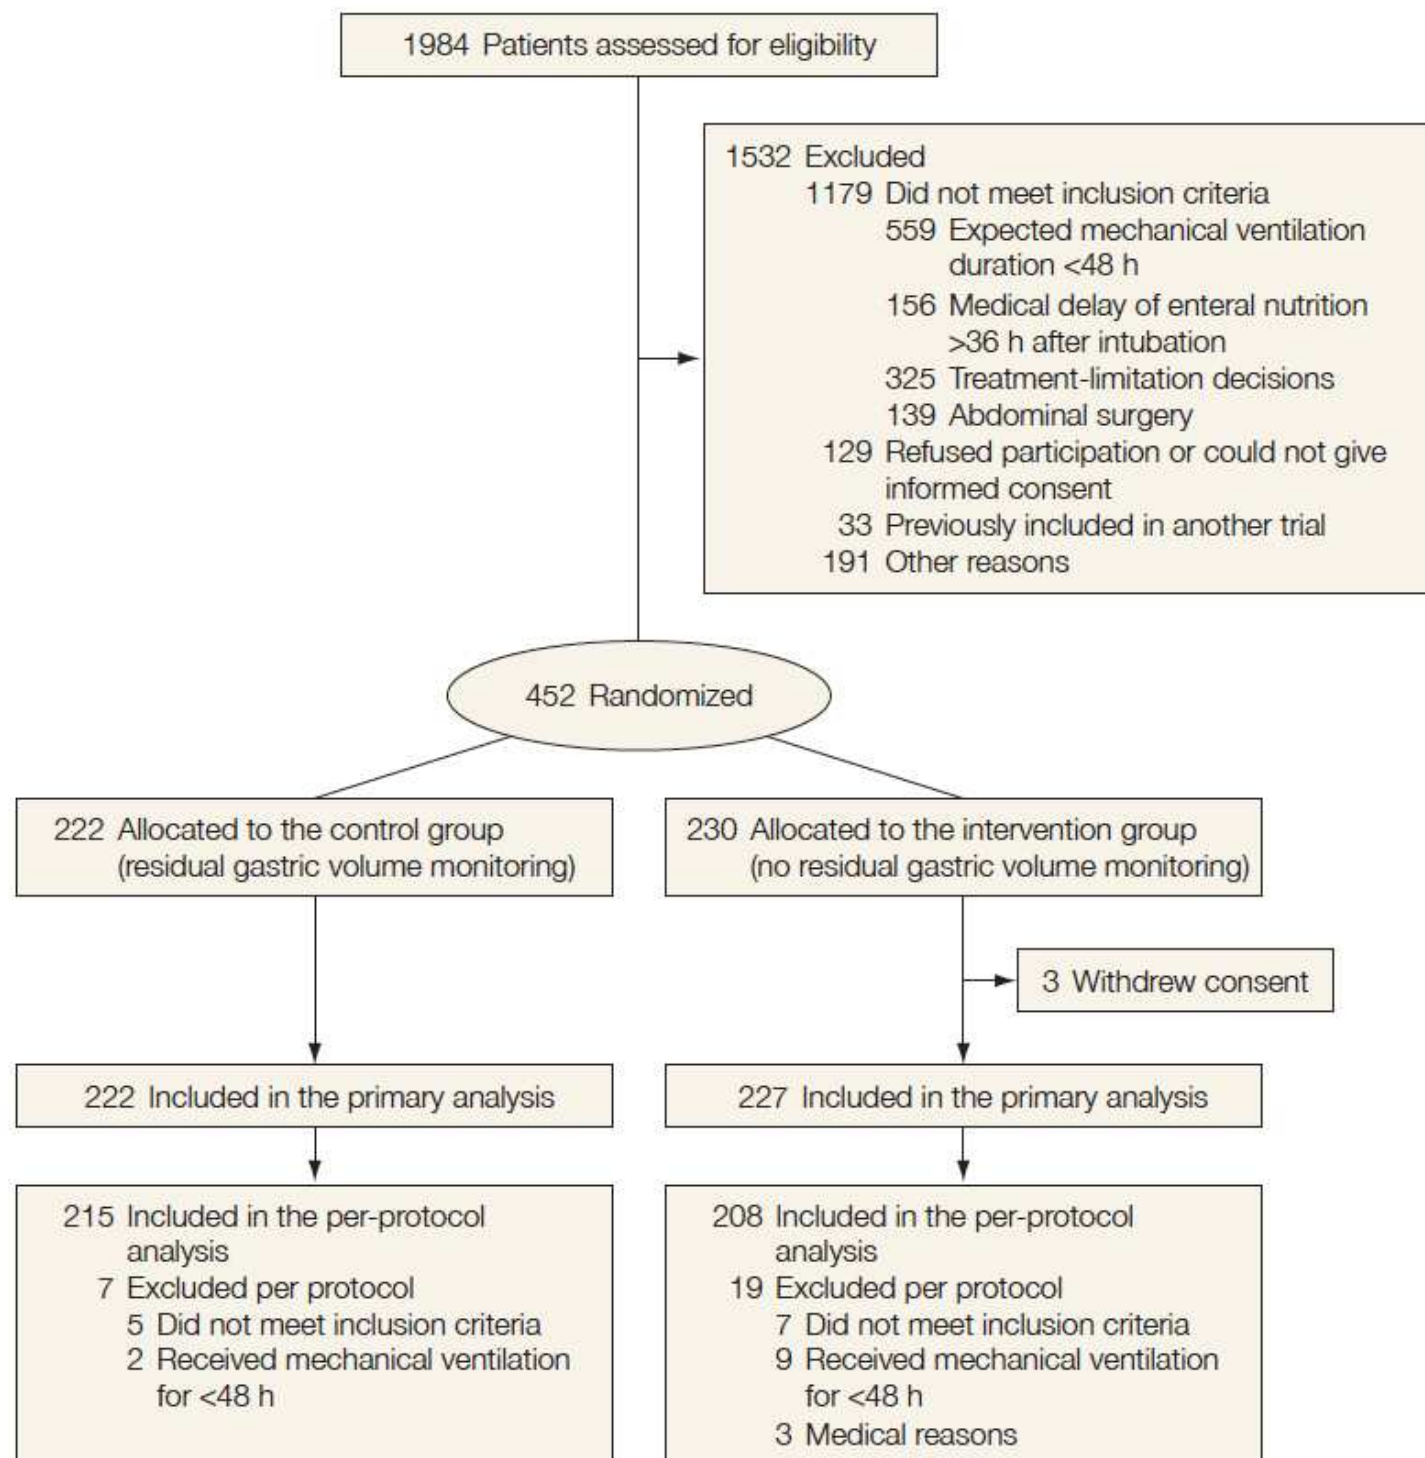 1984 Patients assessed for eligibility
1532 Excluded
1179 Did not meet inclusion criteria
559 Expected mechanical ventilation
duration <48 h
156 Medical delay of enteral nutrition
>36 h after intubation
325 Treatment-limitation decisions
139 Abdominal surgery
129 Refused participation or could not give
informed consent
33 Previously included in another trial
191 Other reasons
452 Randomized
222 Allocated to the control group
(residual gastric volume monitoring)
230 Allocated to the intervention group
(no residual gastric volume monitoring)
3 Withdrew consent
222 Included in the primary analysis
227 Included in the primary analysis
215 Included in the per-protocol
analysis
7 Excluded per protocol
5 Did not meet inclusion criteria
2 Received mechanical ventilation
for <48 h
208 Included in the per-protocol
analysis
19 Excluded per protocol
7 Did not meet inclusion criteria
9 Received mechanical ventilation
for <48 h
3 Medical reasons